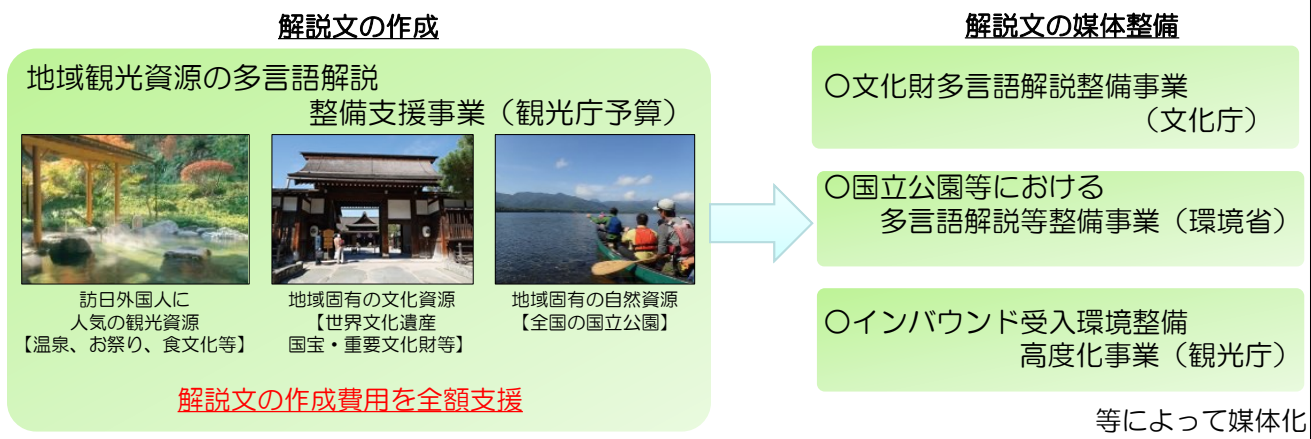 解説文の作成
地域観光資源の多言語解説
整備支援事業（観光庁予算）
訪日外国人に
人気の観光資源
【温泉、お祭り、食文化等】
地域固有の文化資源
【世界文化遺産
国宝・重要文化財等】
地域固有の自然資源
【全国の国立公園】
解説文の作成費用を全額支援
解説文の媒体整備
〇文化財多言語解説整備事業
（文化庁）
〇国立公園等における
多言語解説等整備事業（環境省）
〇インバウンド受入環境整備
高度化事業（観光庁）
等によって媒体化